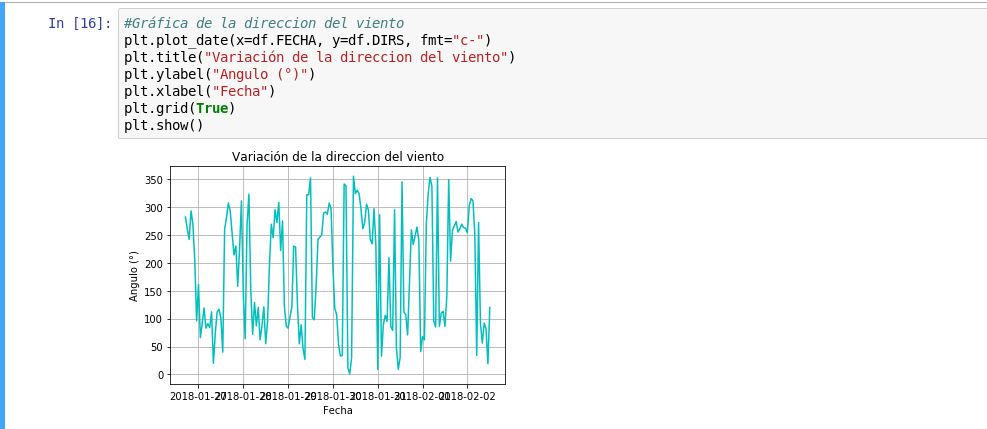 In [16]:
#Gráfica de la direccion del viento
plt.plot_date(x=df.FECHA, y=df.DIRS, fmt="c-")
plt.title("Variación de la direccion del viento")
plt.ylabel("Angulo (°)")
plt.xlabel("Fecha")
plt.grid(True)
plt.show()
Variación de la direccion del viento
350
300
250
200
150
100
50
0
Angulo (°)
2018-01-27 2018-01-28 2018-01-29 2018-01-30 2018-01-31 2018-02-01 2018-02-02
Fecha